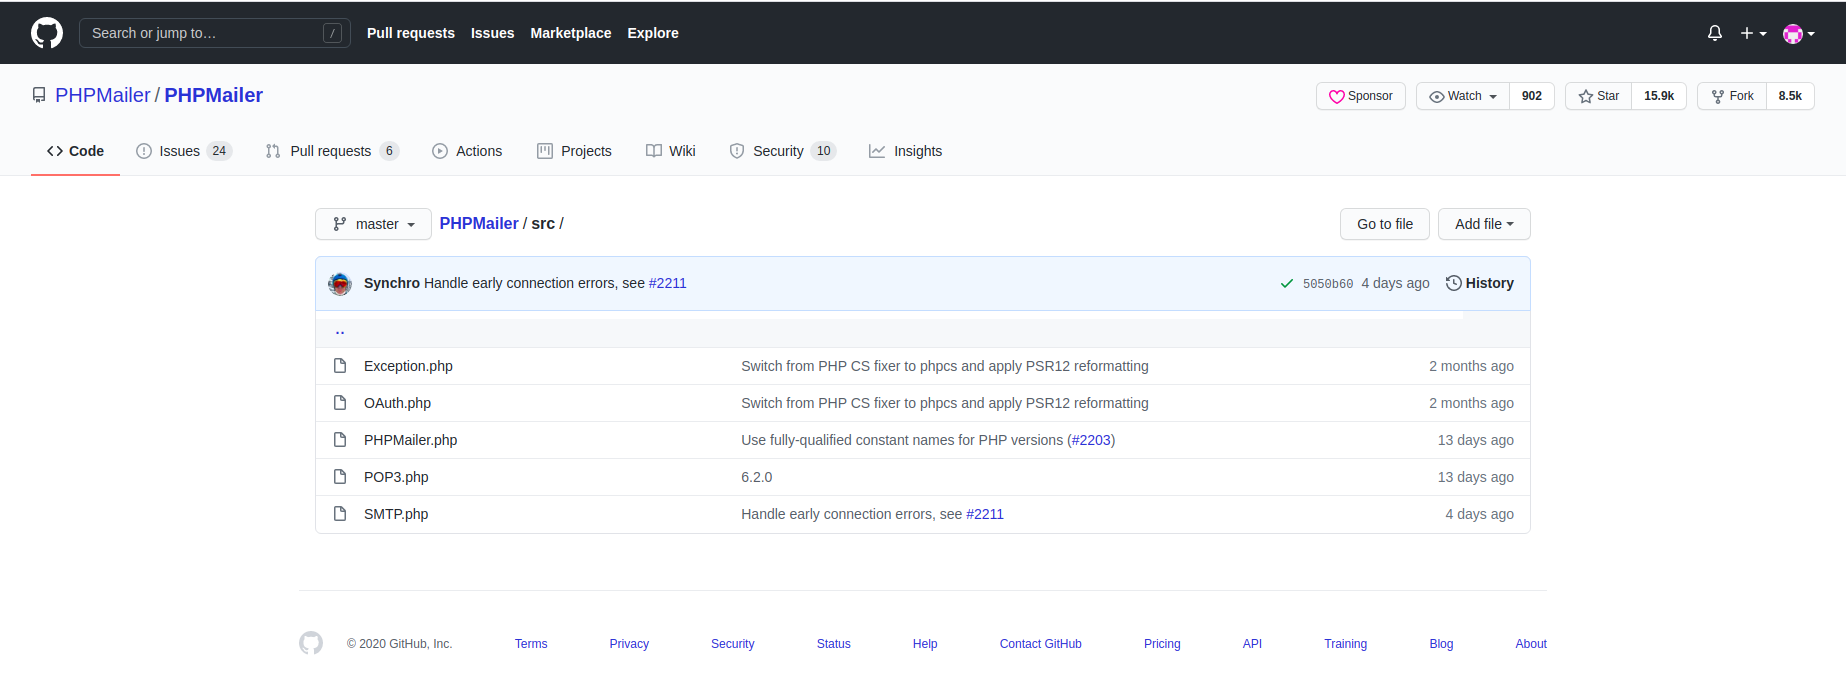 Search or jump to… / Pull requests Issues Marketplace Explore
PHPMailer / PHPMailer Sponsor Watch 902 Star 15.9k Fork 8.5k
Code Issues 24 Pull requests 6 Actions Projects Wiki Security 10 Insights
master PHPMailer / src / Go to file Add file
Synchro Handle early connection errors, see #2211 5050b60 4 days ago History
..
Exception.php Switch from PHP CS fixer to phpcs and apply PSR12 reformatting 2 months ago
OAuth.php Switch from PHP CS fixer to phpcs and apply PSR12 reformatting 2 months ago
PHPMailer.php Use fully-qualified constant names for PHP versions (#2203) 13 days ago
POP3.php 6.2.0 13 days ago
SMTP.php Handle early connection errors, see #2211 4 days ago
© 2020 GitHub, Inc. Terms Privacy Security Status Help Contact GitHub Pricing API Training Blog About